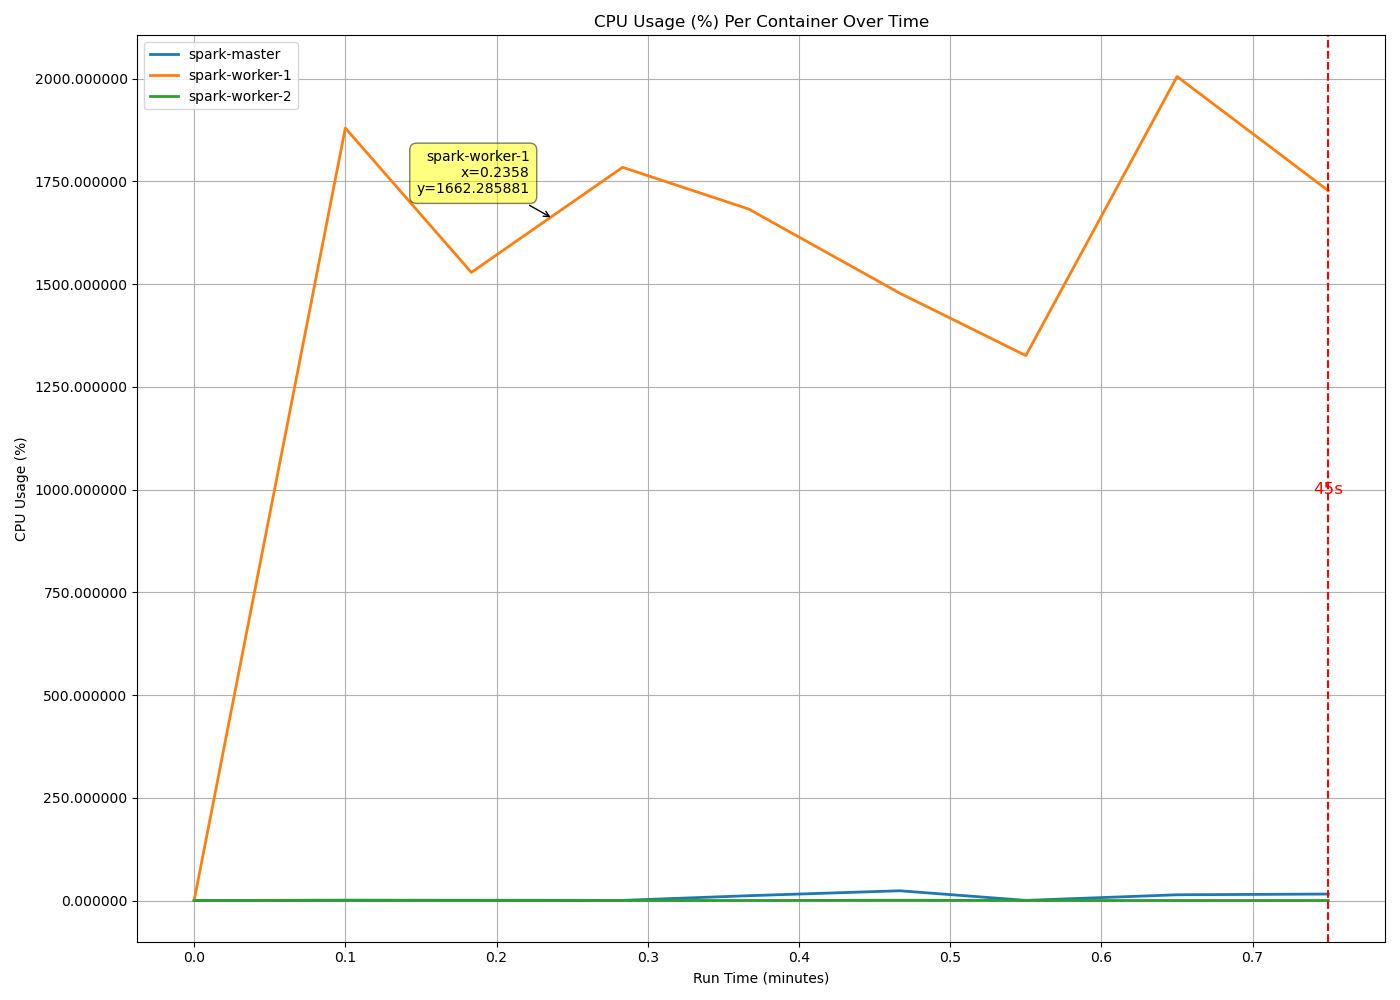 CPU Usage (%) Per Container Over Time
spark-master
spark-worker-1
spark-worker-2
2000.000000
1750.000000
1500.000000
1250.000000
1000.000000
750.000000
500.000000
250.000000
0.000000
CPU Usage (%)
spark-worker-1
x=0.2358
y=1662.285881
45s
0.0
0.1
0.2
0.3
0.4
0.5
0.6
0.7
Run Time (minutes)